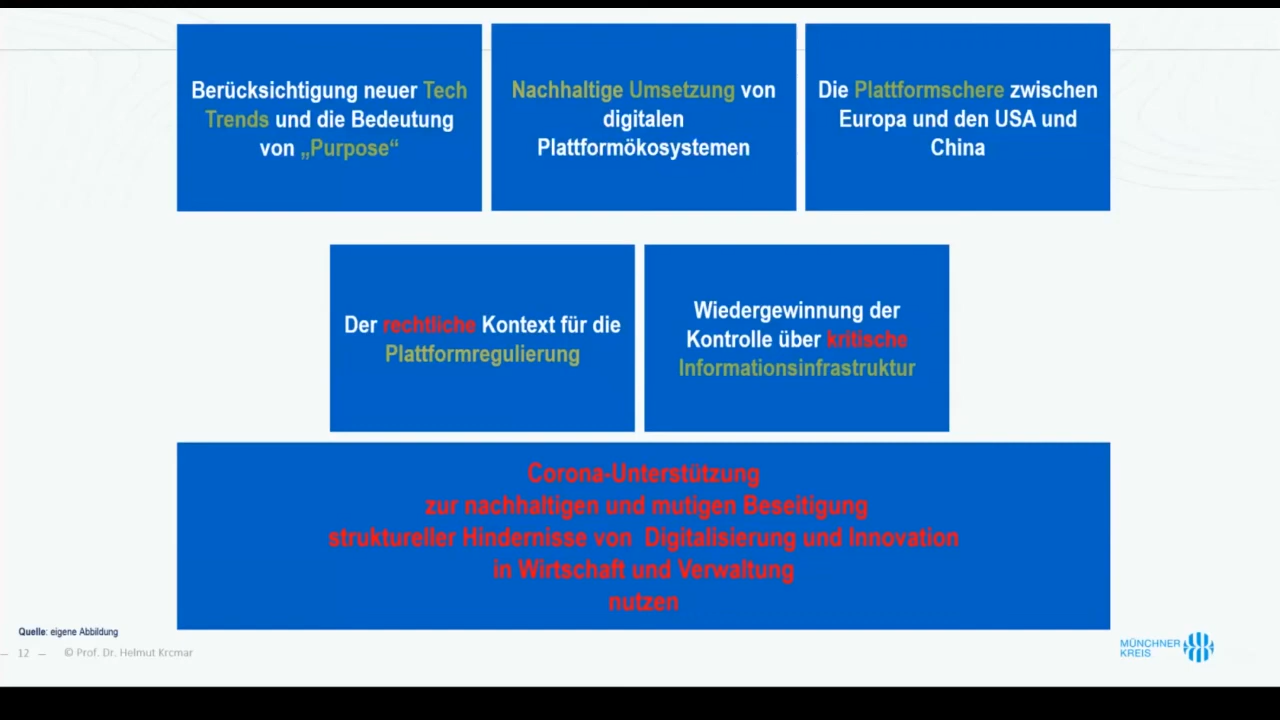 Berücksichtigung neuer Tech
Trends und die Bedeutung
von „Purpose“
Nachhaltige Umsetzung von
digitalen
Plattformökosystemen
Die Plattformschere zwischen
Europa und den USA und
China
Der rechtliche Kontext für die
Plattformregulierung
Wiedergewinnung der
Kontrolle über kritische
Informationsinfrastruktur
Corona-Unterstützung
zur nachhaltigen und mutigen Beseitigung
struktureller Hindernisse von Digitalisierung und Innovation
in Wirtschaft und Verwaltung
nutzen
Quelle: eigene Abbildung
— 12 — © Prof. Dr. Helmut Krcmar
MÜNCHNER
KREIS